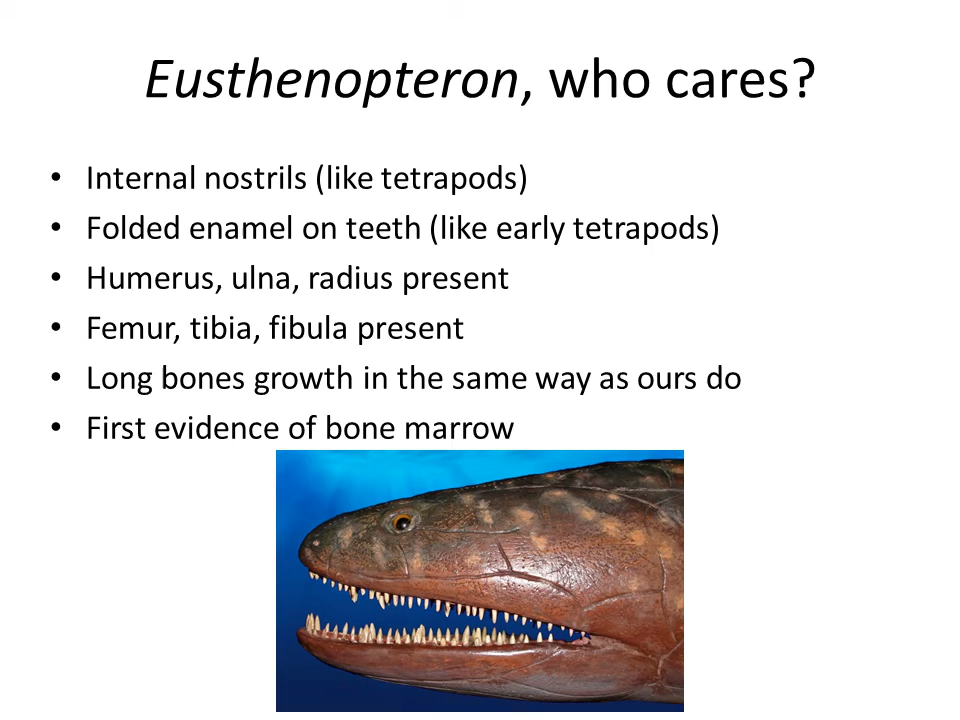 Eusthenopteron, who cares?
• Internal nostrils (like tetrapods)
• Folded enamel on teeth (like early tetrapods)
• Humerus, ulna, radius present
• Femur, tibia, fibula present
• Long bones growth in the same way as ours do
• First evidence of bone marrow